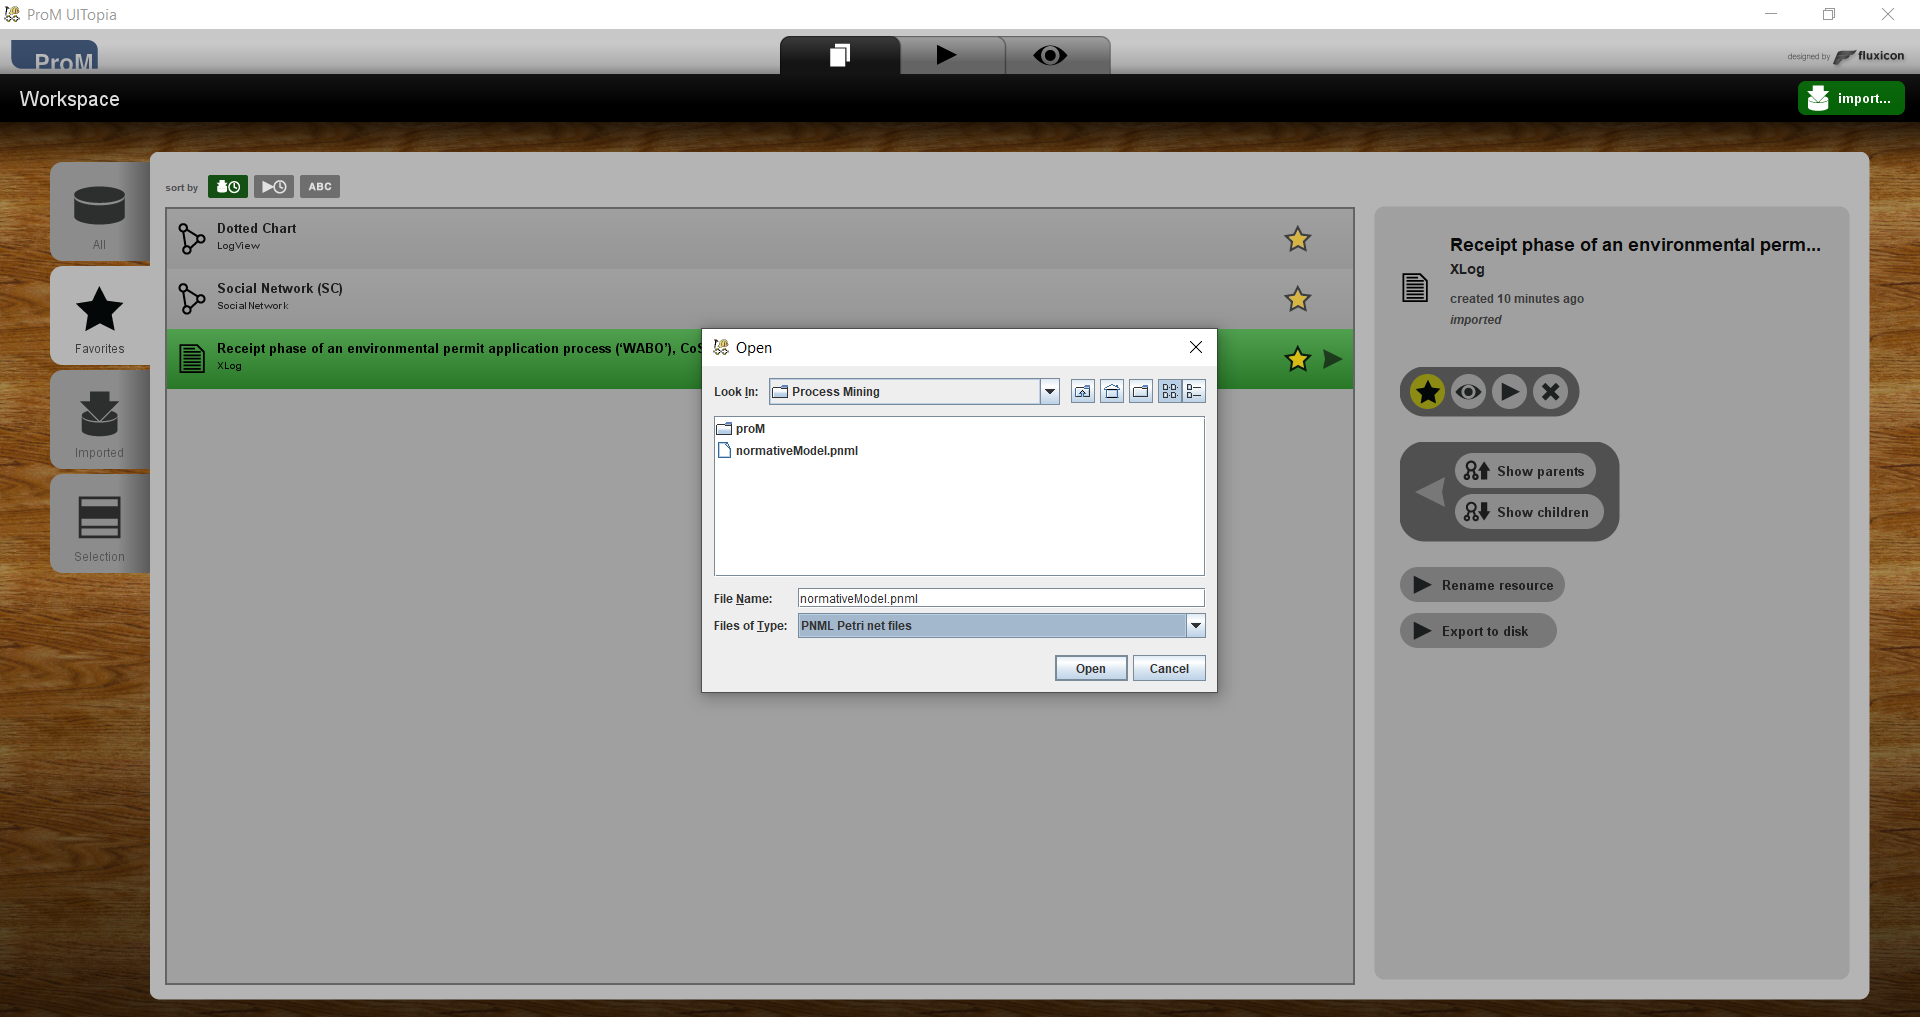 ProM UITopia
ProM
designed by fluxicon
Workspace
import...
All
Favorites
Imported
Selection
sort by
ABC
Dotted Chart
LogView
Social Network (SC)
SocialNetwork
Receipt phase of an environmental permit application process ('WABO'), CoS
XLog
Receipt phase of an environmental perm...
XLog
created 10 minutes ago
imported
Show parents
Show children
Rename resource
Export to disk
Open
Look In:
Process Mining
proM
normativeModel.pnml
File Name:
normativeModel.pnml
Files of Type:
PNML Petri net files
Open
Cancel